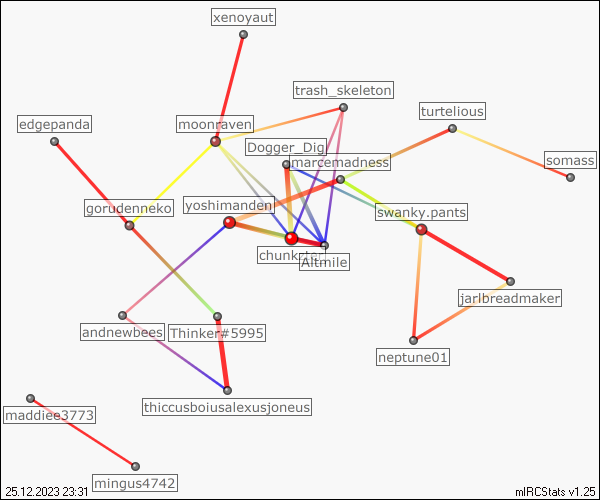 xenoyaut
trash_skeleton
turtelious
edgepanda
moonraven
Dogger_Dig
marcemadness
somass
gorudenneko
yoshimanden
swanky.pants
Altmile
jarlbreadmaker
andnewbees
Thinker#5995
neptune01
thiccusboiusalexusjoneus
maddiee3773
mingus4742
25.12.2023 23:31
mIRCStats v1.25